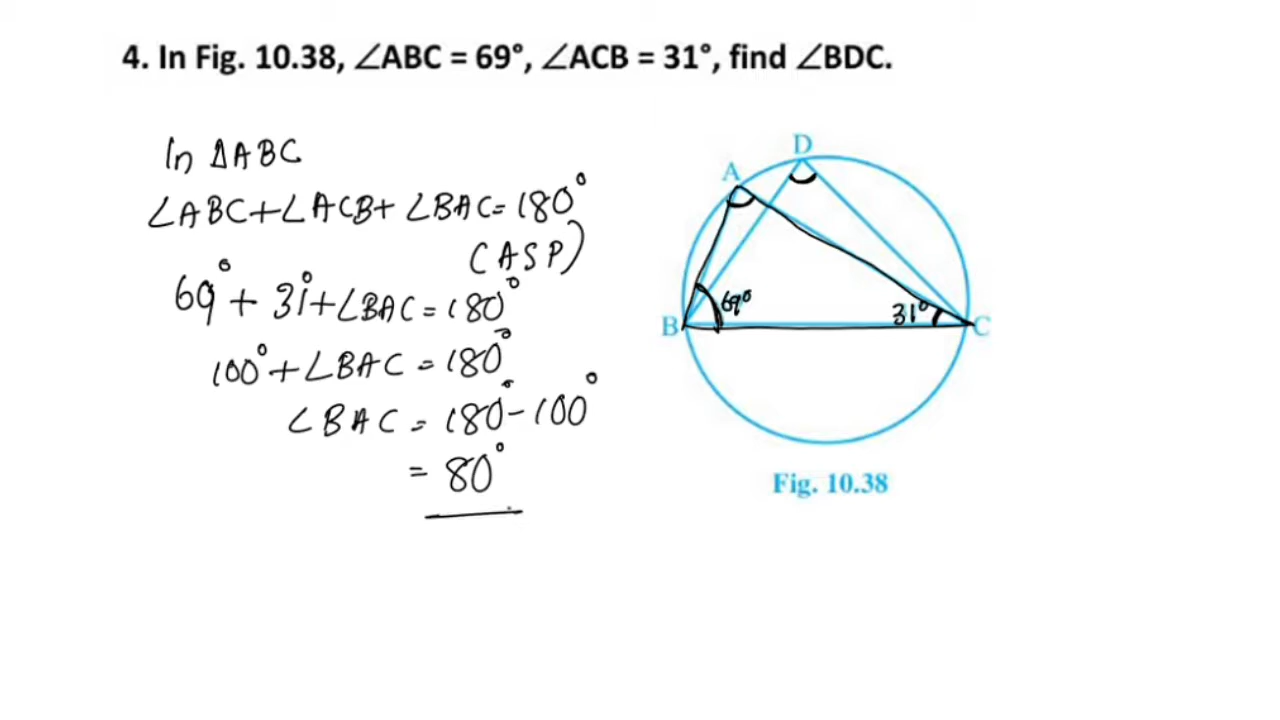 4. In Fig. 10.38, ∠ABC = 69°, ∠ACB = 31°, find ∠BDC.
In ΔABC
∠ABC+∠ACB+ ∠BAC= 180°
(ASP)
69° + 31°+∠BAC = 180°
100°+∠BAC = 180°
∠BAC = 180°-100°
= 80°
D
A
69°
31°
B
C
Fig. 10.38